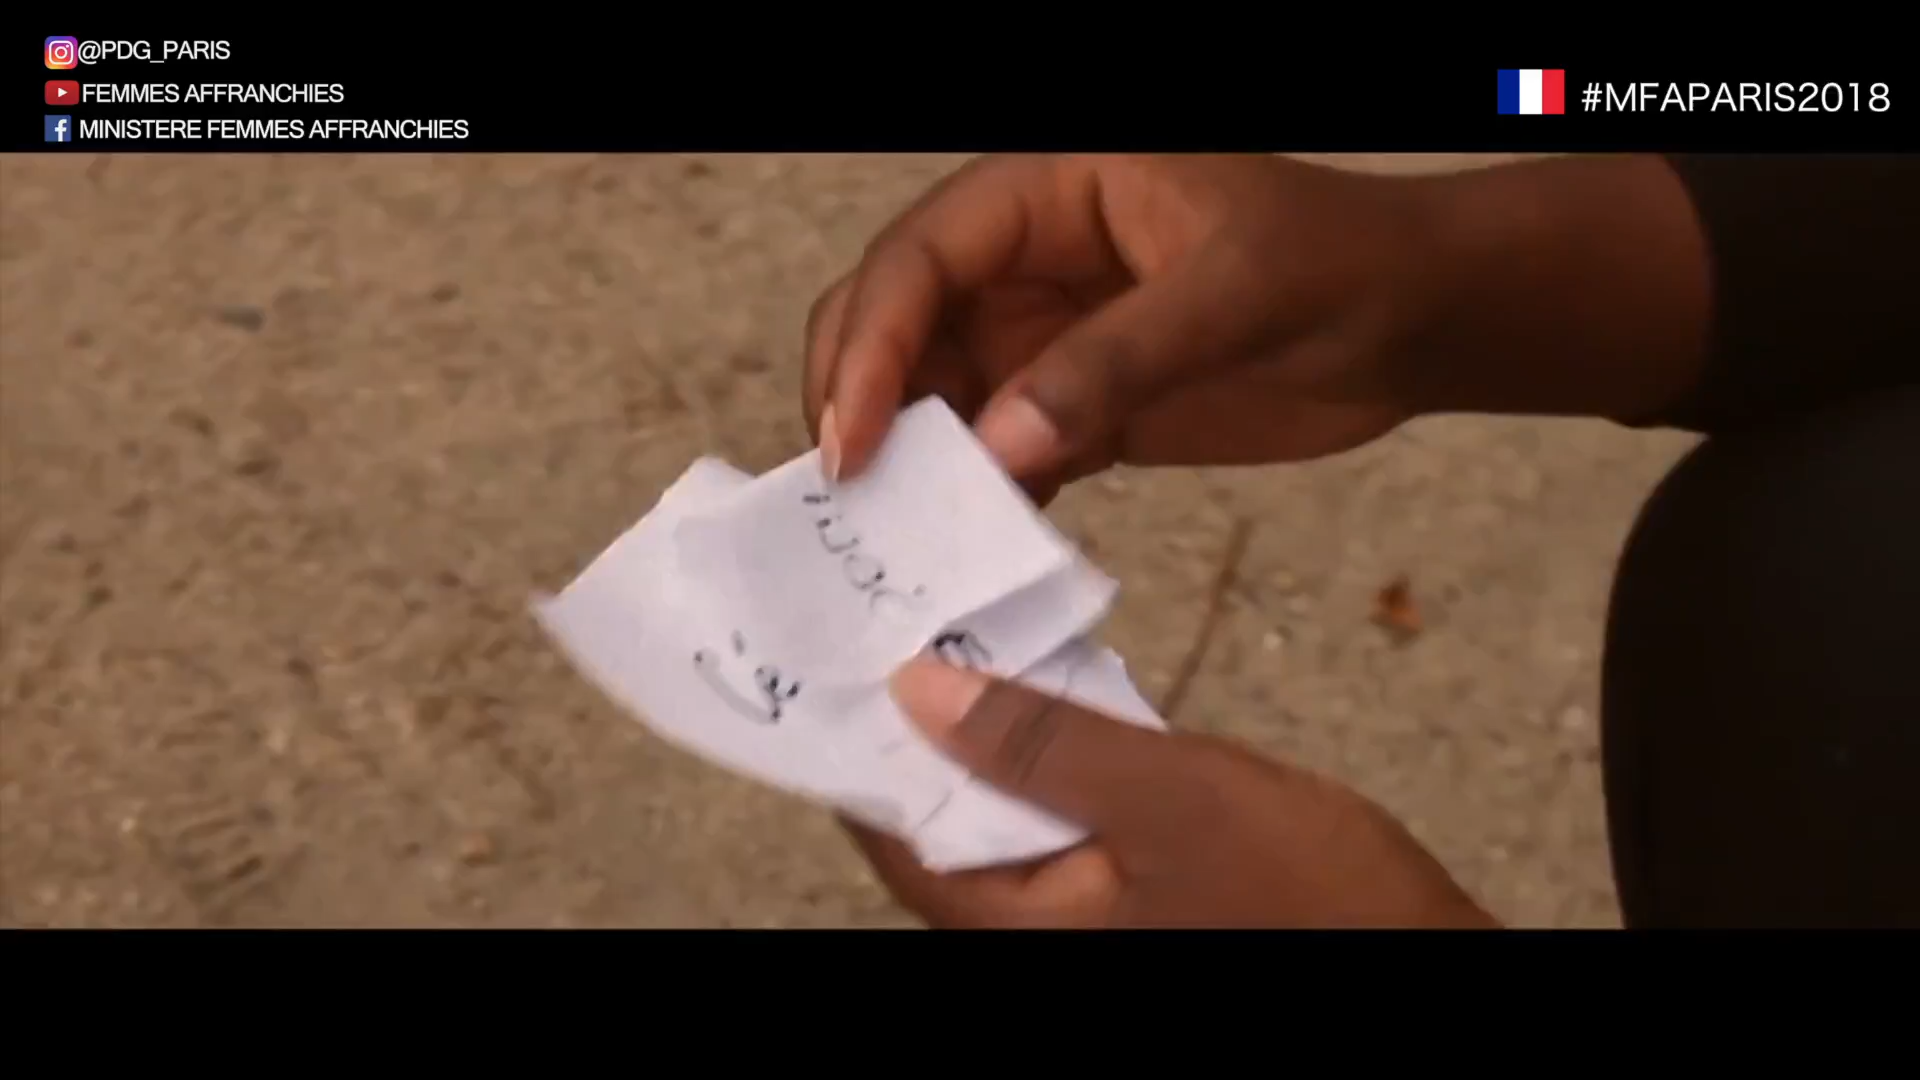 @PDG_PARIS
FEMMES AFFRANCHIES
MINISTERE FEMMES AFFRANCHIES
#MFAPARIS2018